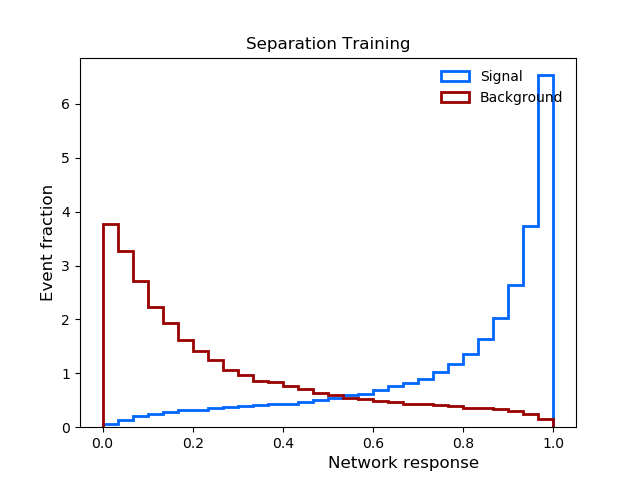 Separation Training
Signal
Background
Event fraction
6
5
4
3
2
1
0
0.0 0.2 0.4 0.6 0.8 1.0
Network response